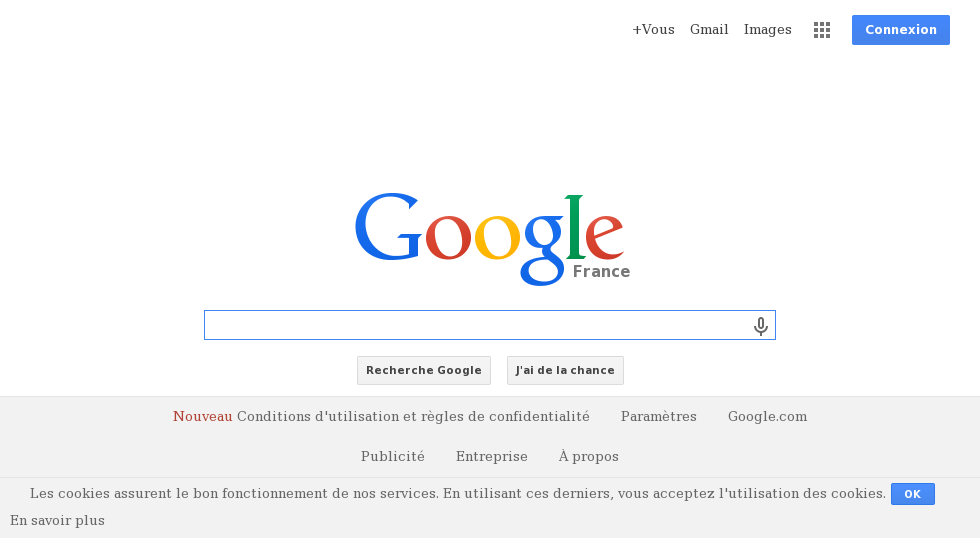 +Vous Gmail Images Connexion
Google
France
Recherche Google J'ai de la chance
Nouveau Conditions d'utilisation et règles de confidentialité Paramètres Google.com
Publicité Entreprise À propos
Les cookies assurent le bon fonctionnement de nos services. En utilisant ces derniers, vous acceptez l'utilisation des cookies. OK
En savoir plus